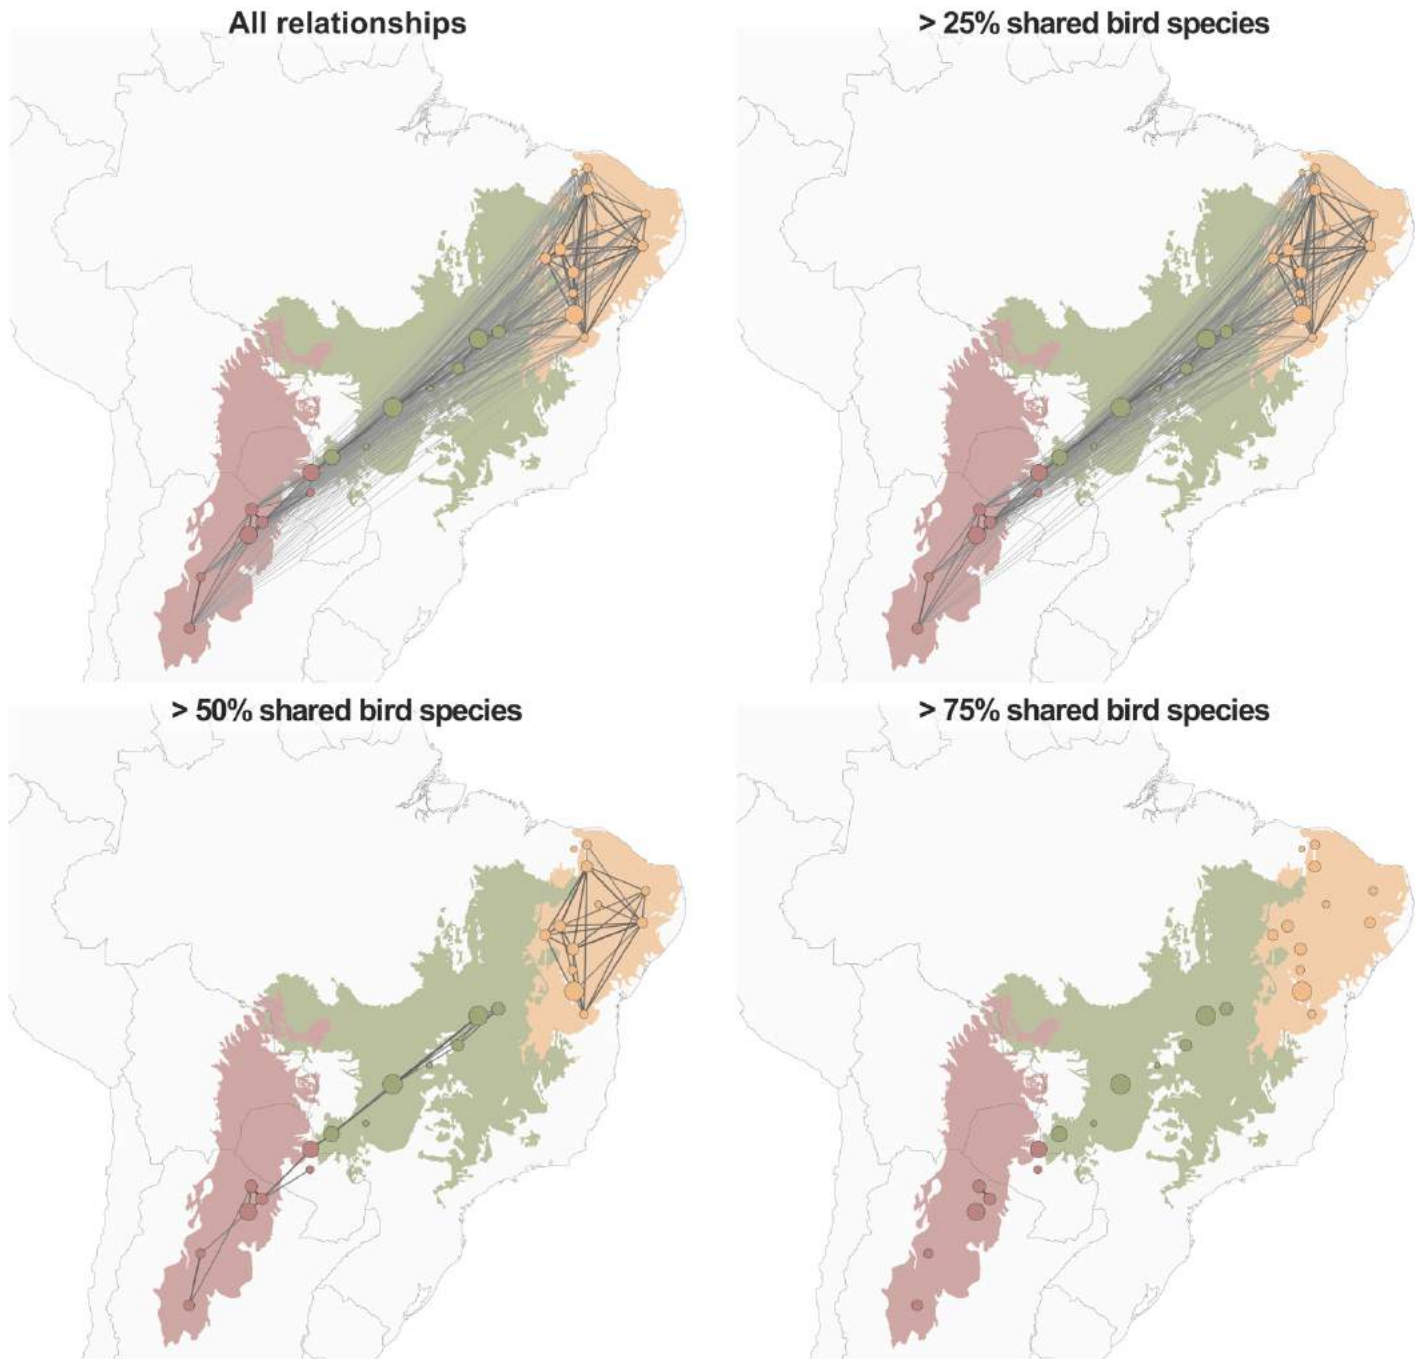 All relationships
> 25% shared bird species
> 50% shared bird species
> 75% shared bird species